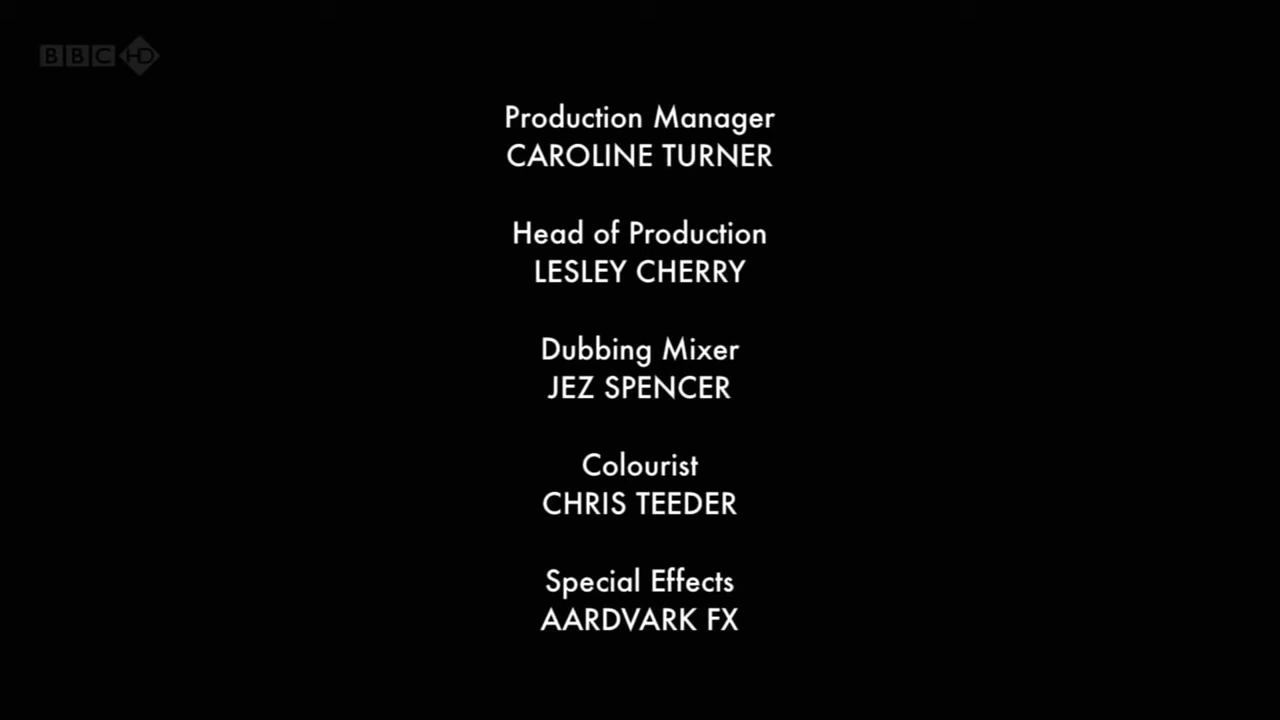 BBC HD
Production Manager
CAROLINE TURNER
Head of Production
LESLEY CHERRY
Dubbing Mixer
JEZ SPENCER
Colourist
CHRIS TEEDER
Special Effects
AARDVARK FX